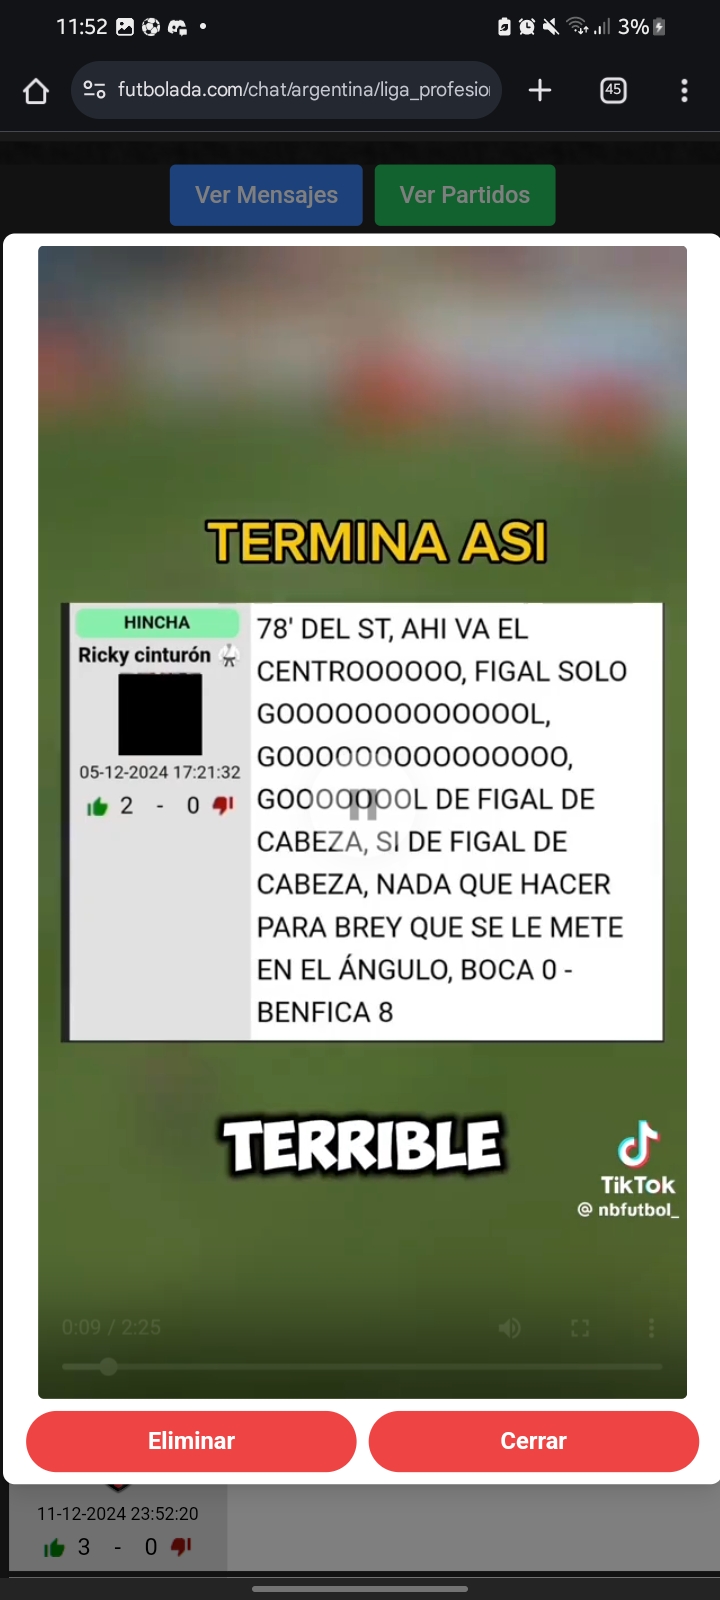 11:52
3%
futbolada.com/chat/argentina/liga_profesio
45
Ver Mensajes
Ver Partidos
TERMINA ASI
HINCHA
Ricky cinturón
05-12-2024 17:21:32
2 - 0
78' DEL ST, AHI VA EL
CENTROOOOOO, FIGAL SOLO
GOOOOOOOOOOOOOL,
GOOOOOOOOOOOOOOO,
GOOOOOOOL DE FIGAL DE
CABEZA, SI DE FIGAL DE
CABEZA, NADA QUE HACER
PARA BREY QUE SE LE METE
EN EL ÁNGULO, BOCA 0 -
BENFICA 8
TERRIBLE
TikTok
@ nbfutbol_
0:09 / 2:25
Eliminar
Cerrar
11-12-2024 23:52:20
3 - 0